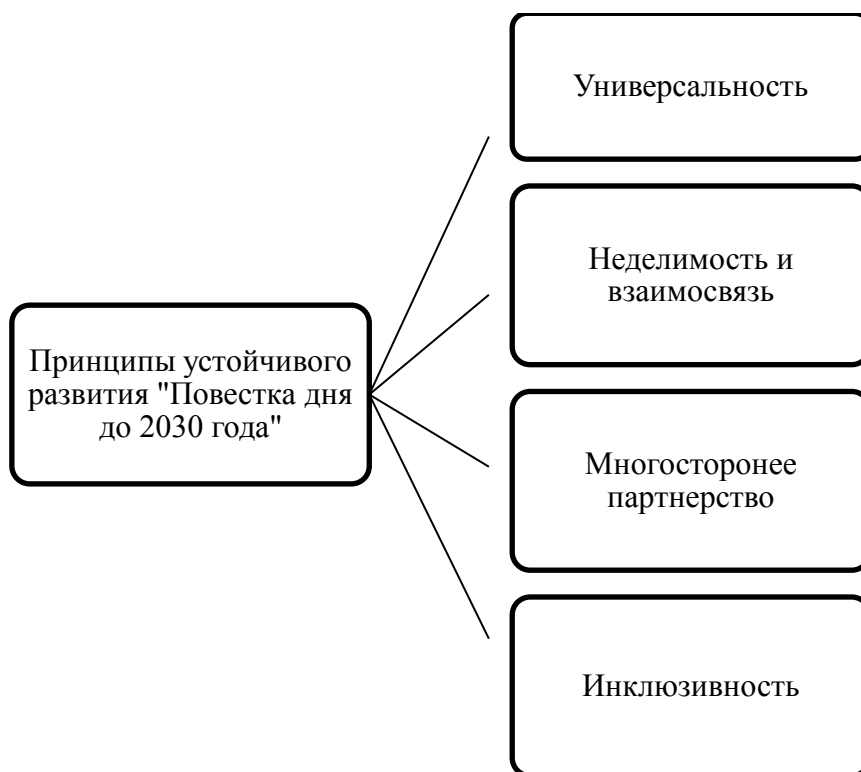 Универсальность
Неделимость и
взаимосвязь
Принципы устойчивого
развития "Повестка дня
до 2030 года"
Многосторонее
партнерство
Инклюзивность